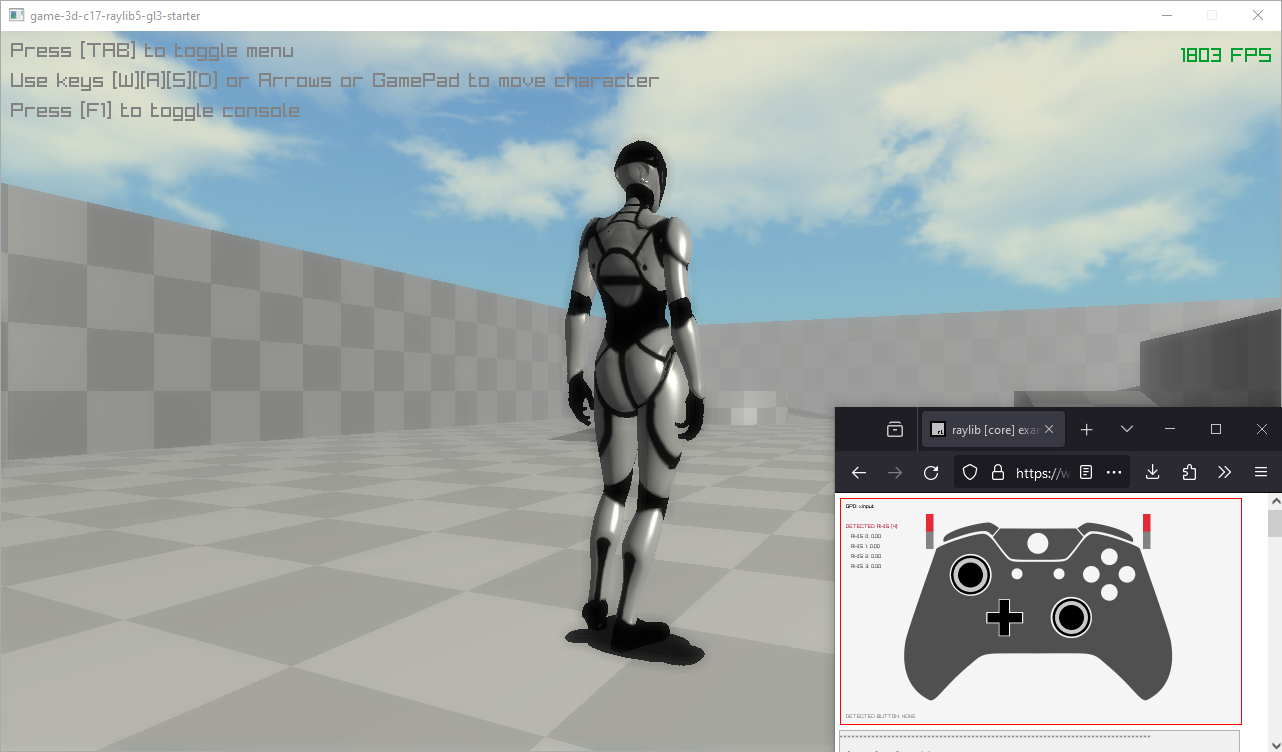 game-3d-c17-raylib5-gl3-starter
Press [TAB] to toggle menu
1803 FPS
Use keys [W][A][S][D] or Arrows or GamePad to move character
Press [F1] to toggle console
raylib [core] exa
https://w
GP0: xinput
DETECTED AXIS [4]:
AXIS 0: 0.00
AXIS 1: 0.00
AXIS 2: 0.00
AXIS 3: 0.00
DETECTED BUTTON: NONE